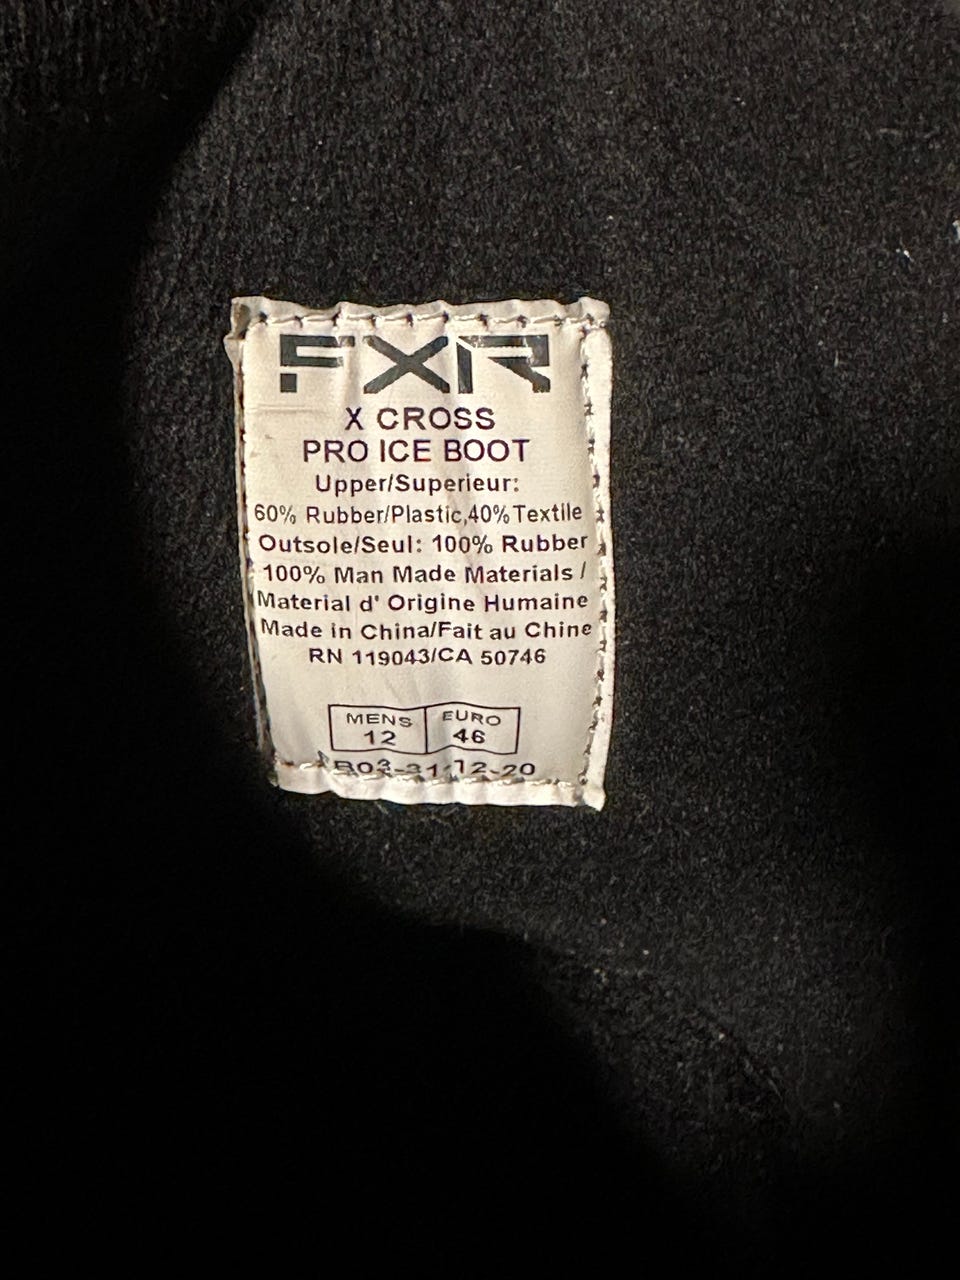 FXR
X CROSS
PRO ICE BOOT
Upper/Superieur:
60% Rubber/Plastic,40%Textile
Outsole/Seul: 100% Rubber
100% Man Made Materials /
Material d' Origine Humaine
Made in China/Fait au Chine
RN 119043/CA 50746
MENS EURO
12 46